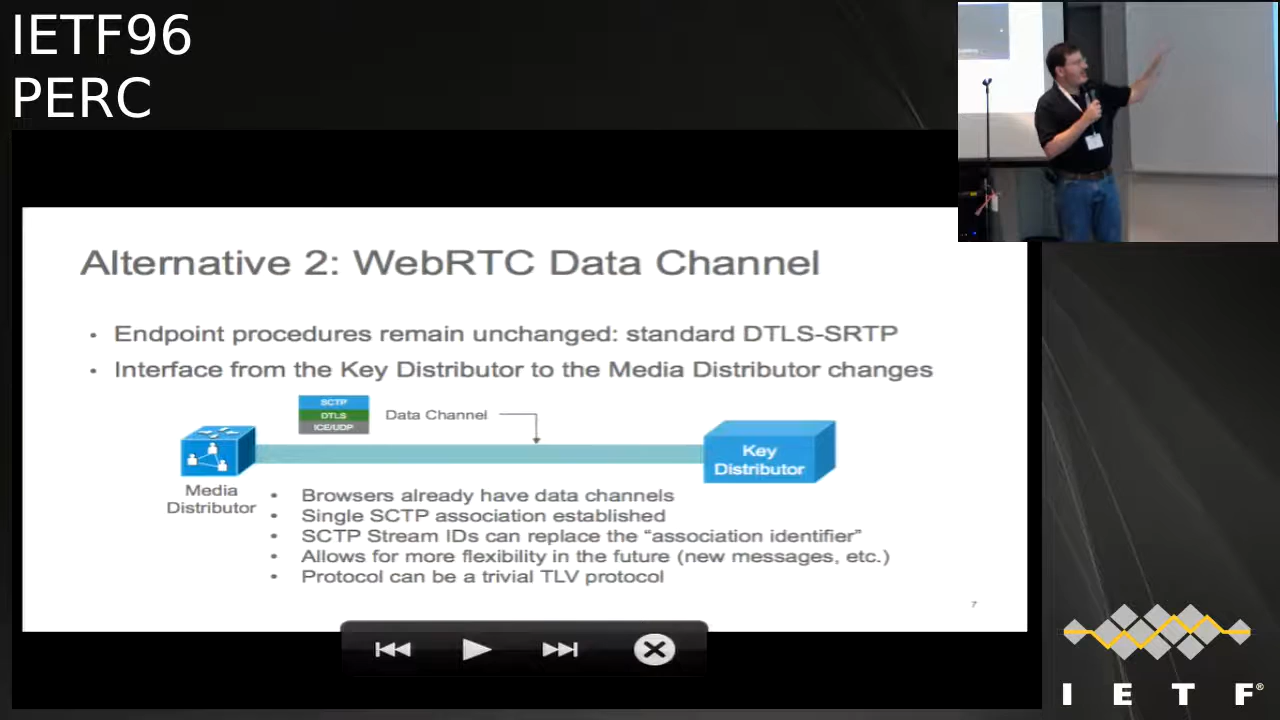 IETF96
PERC
Alternative 2: WebRTC Data Channel
• Endpoint procedures remain unchanged: standard DTLS-SRTP
• Interface from the Key Distributor to the Media Distributor changes
SCTP
DTLS
ICE/UDP
Data Channel
Key
Distributor
Media
Distributor
• Browsers already have data channels
• Single SCTP association established
• SCTP Stream IDs can replace the “association identifier”
• Allows for more flexibility in the future (new messages, etc.)
• Protocol can be a trivial TLV protocol
7
I E T F®